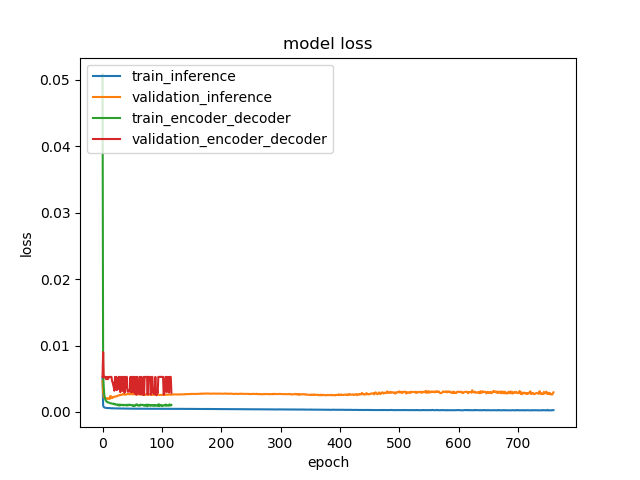 model loss
train_inference
validation_inference
train_encoder_decoder
validation_encoder_decoder
0.05
0.04
0.03
0.02
0.01
0.00
loss
0 100 200 300 400 500 600 700
epoch